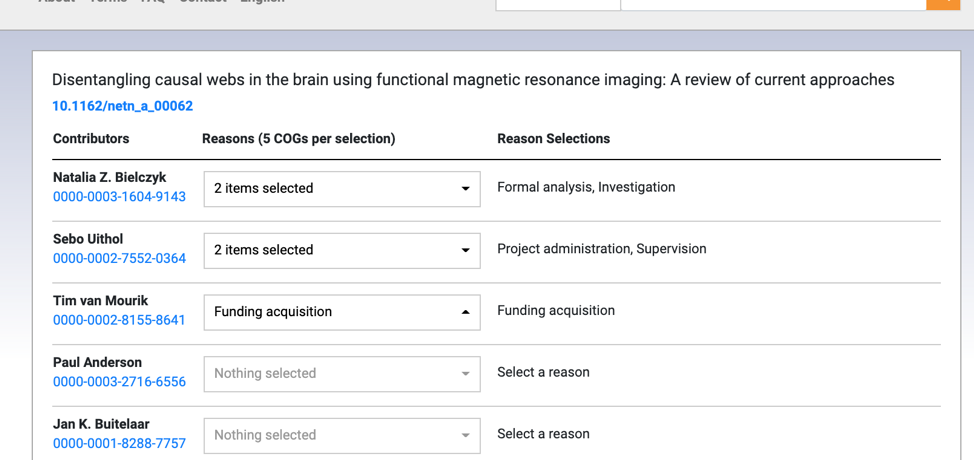 About Terms FAQ Contact English
Disentangling causal webs in the brain using functional magnetic resonance imaging: A review of current approaches
10.1162/netn_a_00062
Contributors Reasons (5 COGs per selection) Reason Selections
Natalia Z. Bielczyk
0000-0003-1604-9143
2 items selected
Formal analysis, Investigation
Sebo Uithol
0000-0002-7552-0364
2 items selected
Project administration, Supervision
Tim van Mourik
0000-0002-8155-8641
Funding acquisition
Funding acquisition
Paul Anderson
0000-0003-2716-6556
Nothing selected
Select a reason
Jan K. Buitelaar
0000-0001-8288-7757
Nothing selected
Select a reason